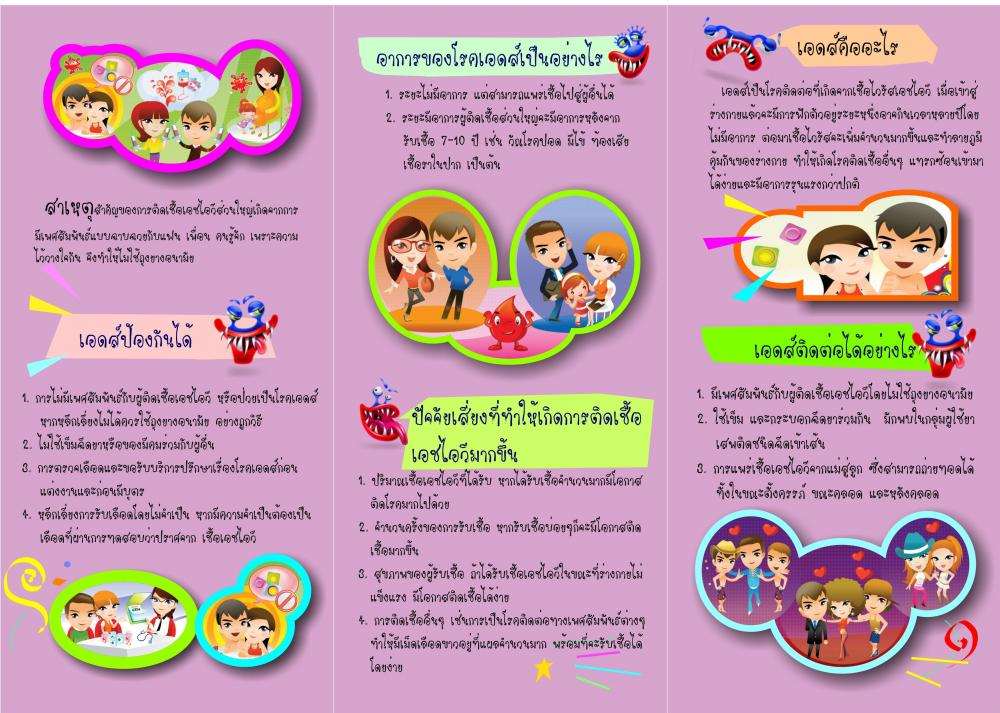 สาเหตุสำคัญของการติดเชื้อเอชไอวีส่วนใหญ่เกิดจากการ
มีเพศสัมพันธ์แบบฉาบฉวยกับแฟน เพื่อน คนรู้จัก เพราะความ
ไว้วางใจกัน จึงทำให้ไม่ใช้ถุงยางอนามัย
เอดส์ป้องกันได้
1. การไม่มีเพศสัมพันธ์กับผู้ติดเชื้อเอชไอวี หรือป่วยเป็นโรคเอดส์
หากหลีกเลี่ยงไม่ได้ควรใช้ถุงยางอนามัย อย่างถูกวิธี
2. ไม่ใช้เข็มฉีดยาหรือของมีคมร่วมกับผู้อื่น
3. การตรวจเลือดและขอรับบริการปรึกษาเรื่องโรคเอดส์ก่อน
แต่งงานและก่อนมีบุตร
4. หลีกเลี่ยงการรับเลือดโดยไม่จำเป็น หากมีความจำเป็นต้องเป็น
เลือดที่ผ่านการทดสอบว่าปราศจาก เชื้อเอชไอวี
อาการของโรคเอดส์เป็นอย่างไร
1. ระยะไม่มีอาการ แต่สามารถแพร่เชื้อไปสู่ผู้อื่นได้
2. ระยะมีอาการผู้ติดเชื้อส่วนใหญ่จะมีอาการหลังจาก
รับเชื้อ 7-10 ปี เช่น วัณโรคปอด มีไข้ ท้องเสีย
เชื้อราในปาก เป็นต้น
ปัจจัยเสี่ยงที่ทำให้เกิดการติดเชื้อ
เอชไอวีมากขึ้น
1. ปริมาณเชื้อเอชไอวีที่ได้รับ หากได้รับเชื้อจำนวนมากมีโอกาส
ติดโรคมากไปด้วย
2. จำนวนครั้งของการรับเชื้อ หากรับเชื้อบ่อยๆก็จะมีโอกาสติด
เชื้อมากขึ้น
3. สุขภาพของผู้รับเชื้อ ถ้าได้รับเชื้อเอชไอวีในขณะที่ร่างกายไม่
แข็งแรง มีโอกาสติดเชื้อได้ง่าย
4. การติดเชื้ออื่นๆ เช่นการเป็นโรคติดต่อทางเพศสัมพันธ์ต่างๆ
ทำให้มีเม็ดเลือดขาวอยู่ที่แผลจำนวนมาก พร้อมที่จะรับเชื้อได้
โดยง่าย
เอดส์คืออะไร
เอดส์เป็นโรคติดต่อที่เกิดจากเชื้อไวรัสเอชไอวี เมื่อเข้าสู่
ร่างกายแล้วจะมีการฟักตัวอยู่ระยะหนึ่งอาจกินเวลาหลายปีโดย
ไม่มีอาการ ต่อมาเชื้อไวรัสจะเพิ่มจำนวนมากขึ้นและทำลายภูมิ
คุ้มกันของร่างกาย ทำให้เกิดโรคติดเชื้ออื่นๆ แทรกซ้อนเข้ามา
ได้ง่ายและมีอาการรุนแรงกว่าปกติ
เอดส์ติดต่อได้อย่างไร
1. มีเพศสัมพันธ์กับผู้ติดเชื้อเอชไอวีโดยไม่ใช้ถุงยางอนามัย
2. ใช้เข็ม และกระบอกฉีดยาร่วมกัน มักพบในกลุ่มผู้ใช้ยา
เสพติดชนิดฉีดเข้าเส้น
3. การแพร่เชื้อเอชไอวีจากแม่สู่ลูก ซึ่งสามารถถ่ายทอดได้
ทั้งในขณะตั้งครรภ์ ขณะคลอด และหลังคลอด